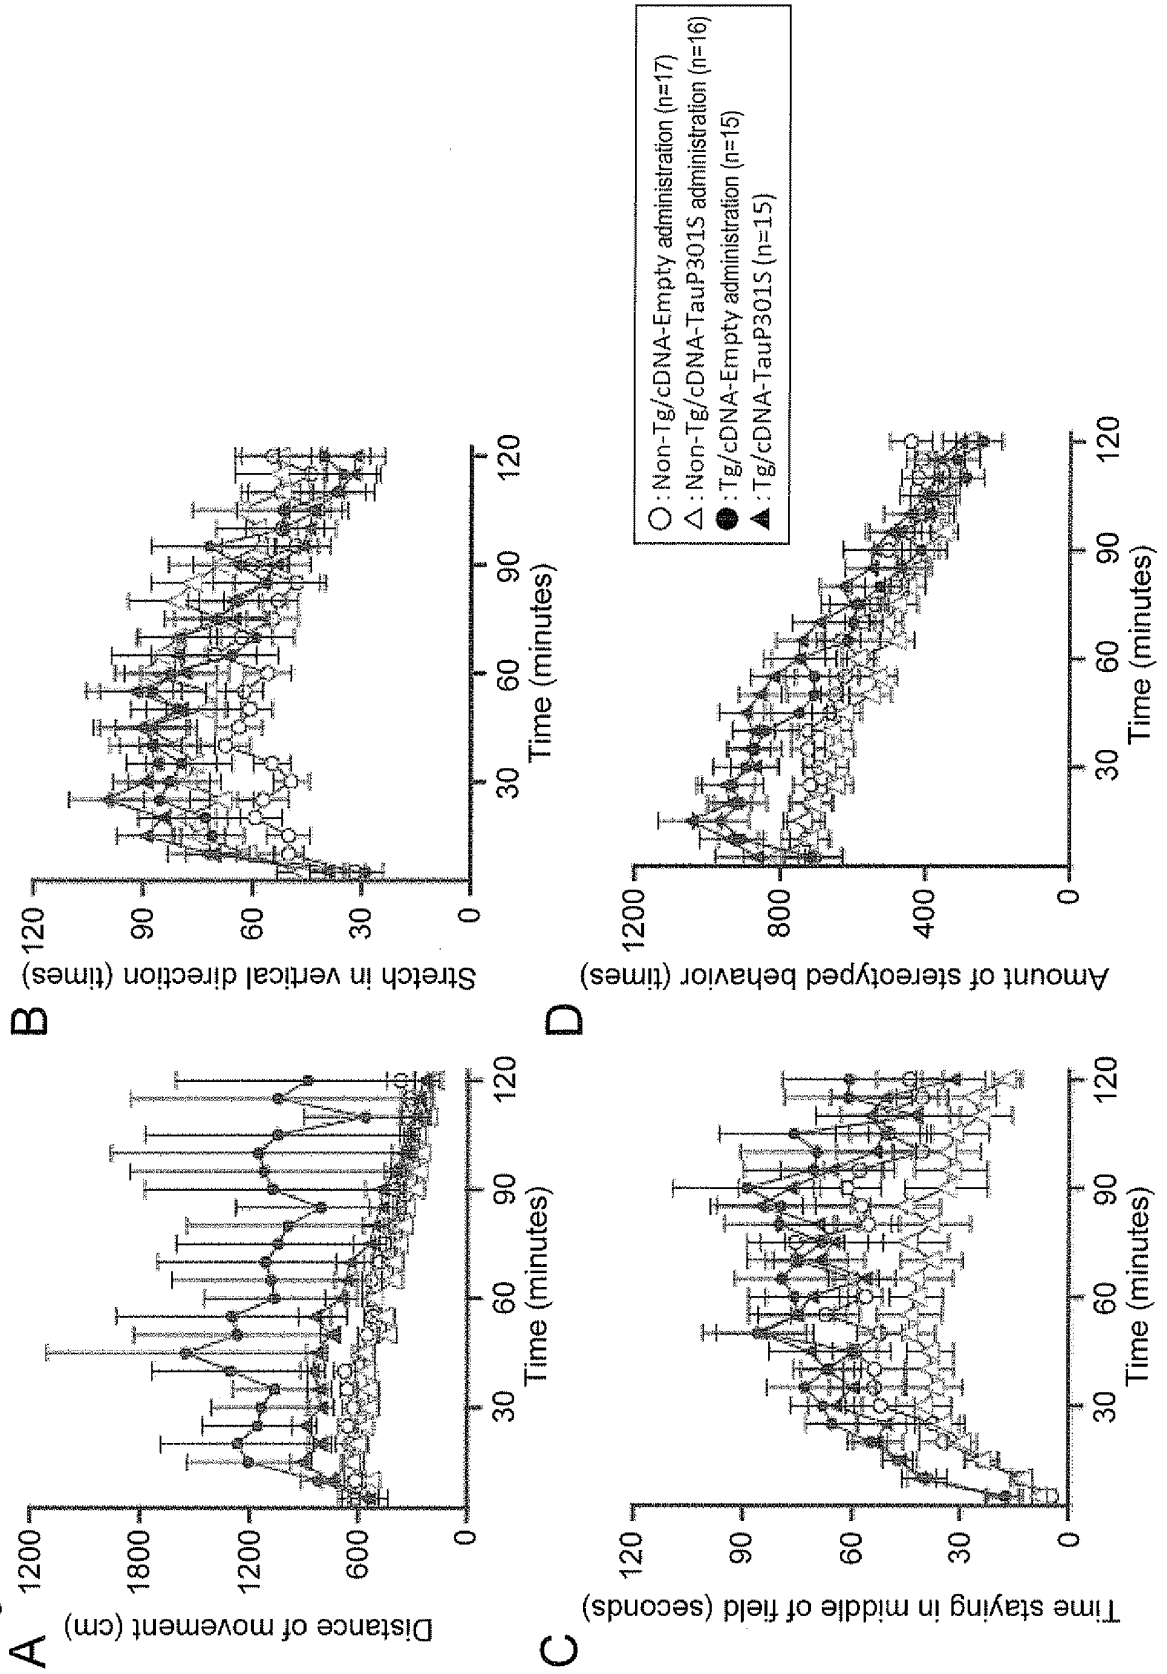 A
Distance of movement (cm)
1200
1800
1200
600
0
30
60
90
120
Time (minutes)
B
Stretch in vertical direction (times)
120
90
60
30
0
30
60
90
120
Time (minutes)
C
Time staying in middle of field (seconds)
120
90
60
30
0
30
60
90
120
Time (minutes)
D
Amount of stereotyped behavior (times)
1200
800
400
0
30
60
90
120
Time (minutes)
: Non-Tg/cDNA-Empty administration (n=17)
: Non-Tg/cDNA-TauP301S administration (n=16)
: Tg/cDNA-Empty administration (n=15)
: Tg/cDNA-TauP301S (n=15)